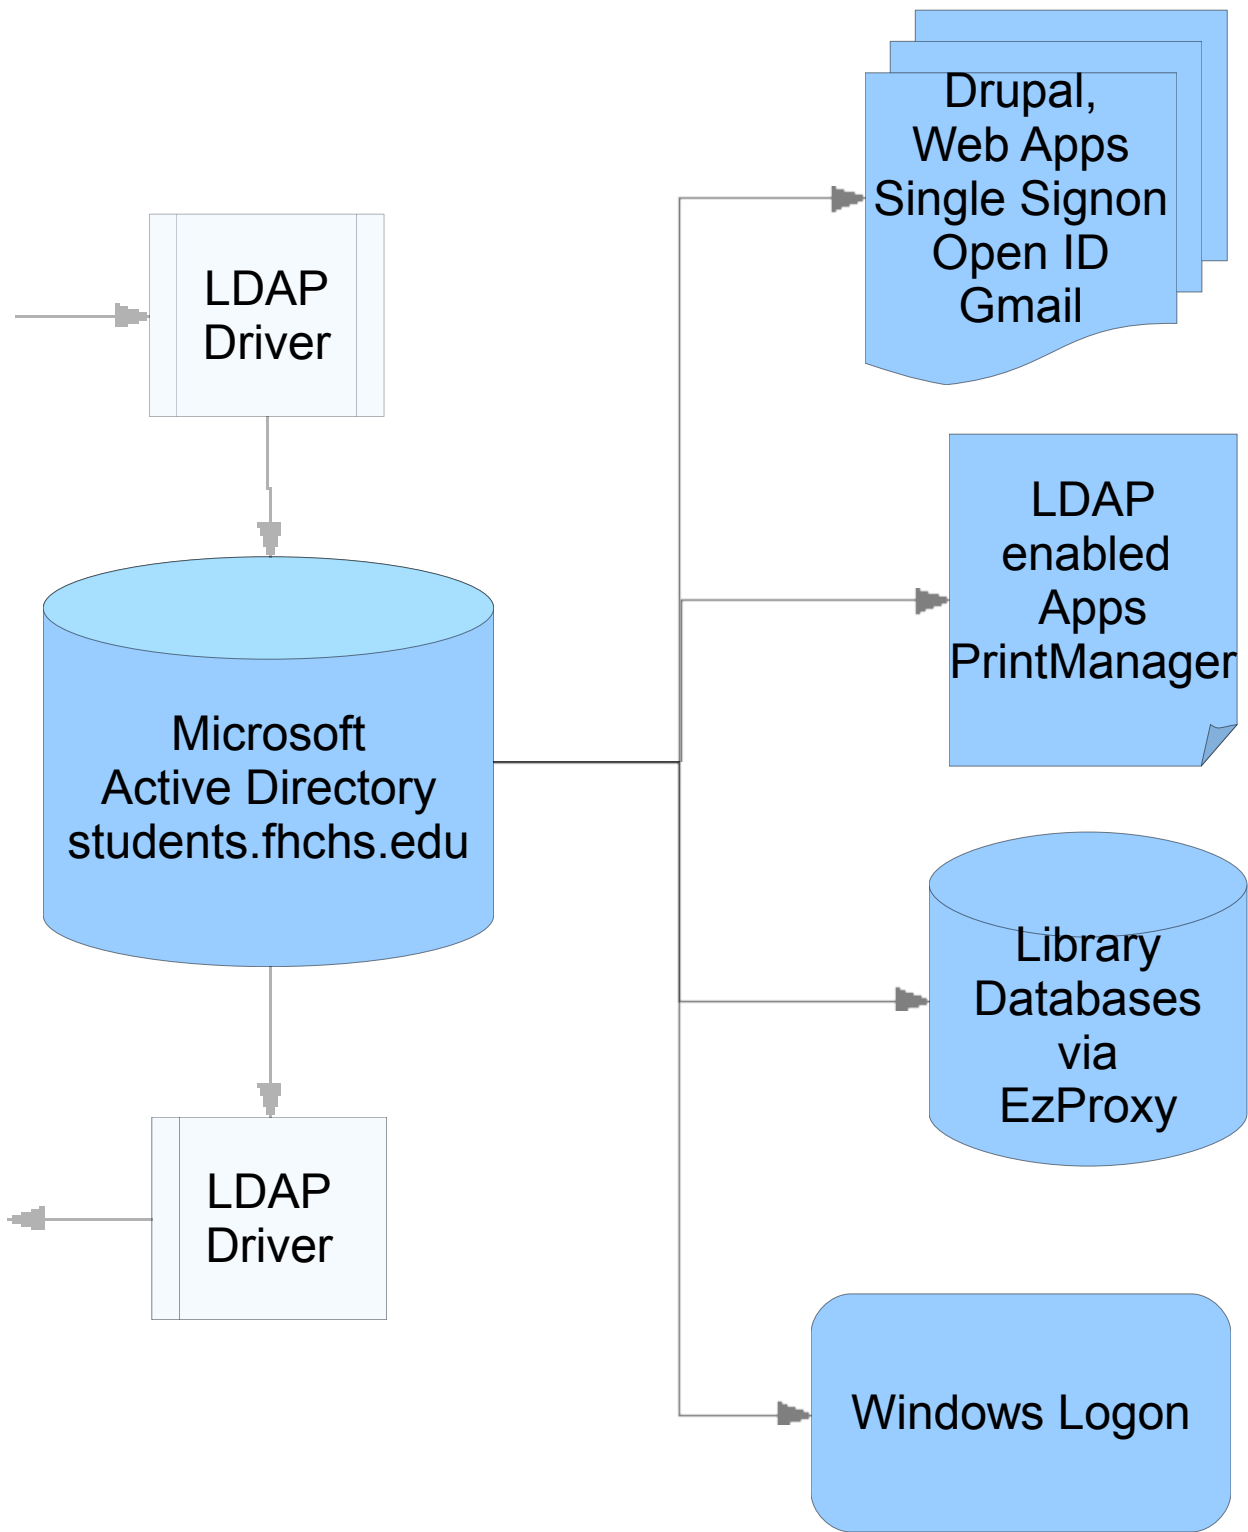 LDAP
Driver
Microsoft
Active Directory
students.fhchs.edu
LDAP
Driver
Drupal,
Web Apps
Single Signon
Open ID
Gmail
LDAP
enabled
Apps
PrintManager
Library
Databases
via
EzProxy
Windows Logon